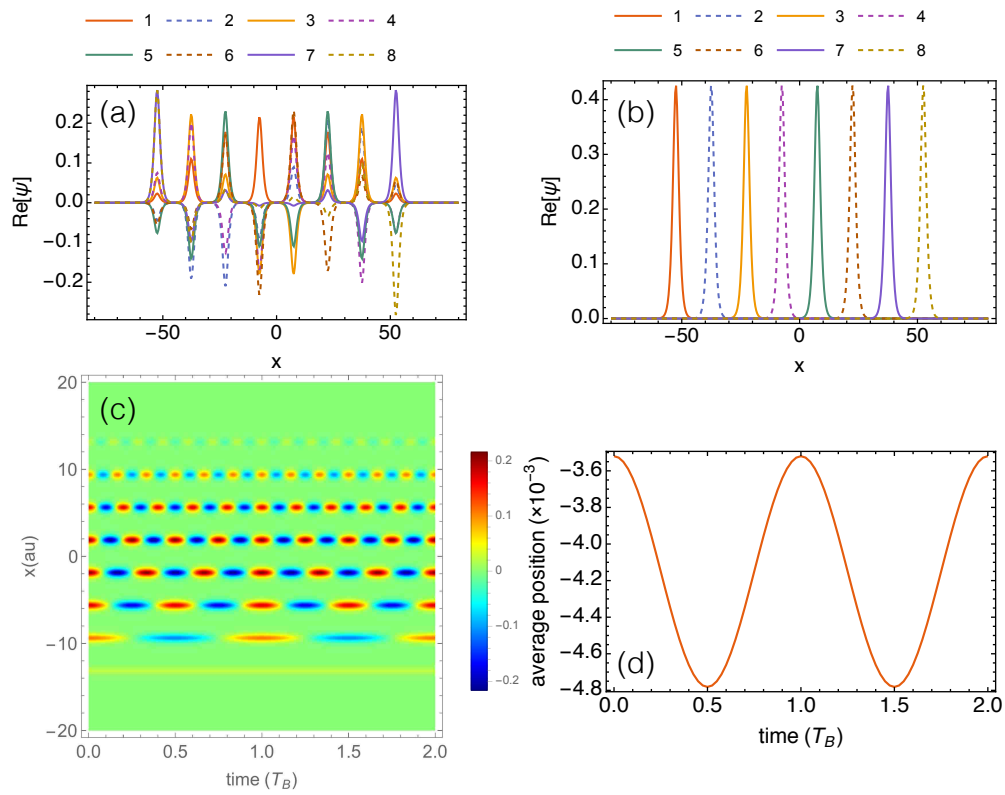 1 2 3 4
5 6 7 8
(a)
0.2
0.1
0.0
−0.1
−0.2
Re[ψ]
−50 0 50
x
1 2 3 4
5 6 7 8
(b)
0.4
0.3
0.2
0.1
0.0
Re[ψ]
−50 0 50
x
(c)
20
10
0
−10
−20
x(au)
0.0 0.5 1.0 1.5 2.0
time (T_B)
0.2
0.1
0
−0.1
−0.2
(d)
−3.6
−3.8
−4.0
−4.2
−4.4
−4.6
−4.8
average position (×10⁻³)
0.0 0.5 1.0 1.5 2.0
time (T_B)